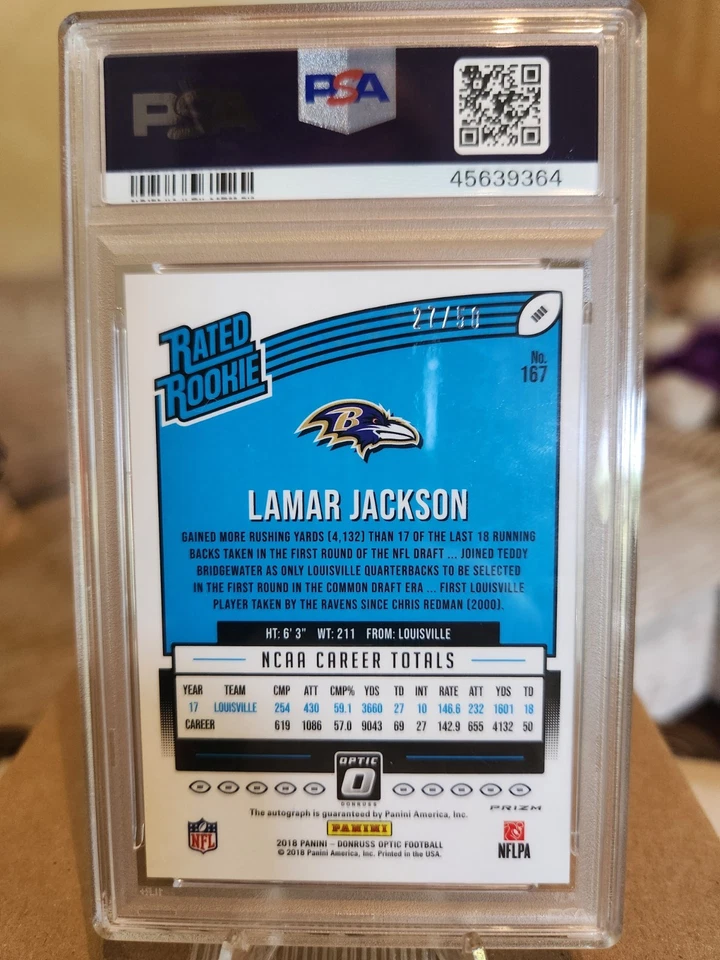 PSA
PSA
45639364
RATED
ROOKIE
27/50
No.
167
B
LAMAR JACKSON
GAINED MORE RUSHING YARDS [4,132] THAN 17 OF THE LAST 18 RUNNING
BACKS TAKEN IN THE FIRST ROUND OF THE NFL DRAFT ... JOINED TEDDY
BRIDGEWATER AS ONLY LOUISVILLE QUARTERBACKS TO BE SELECTED
IN THE FIRST ROUND IN THE COMMON DRAFT ERA ... FIRST LOUISVILLE
PLAYER TAKEN BY THE RAVENS SINCE CHRIS REDMAN (2000).
HT: 6' 3" WT: 211 FROM: LOUISVILLE
NCAA CAREER TOTALS
YEAR TEAM CMP ATT CMP% YDS TD INT RATE ATT YDS TD
17 LOUISVILLE 254 430 59.1 3660 27 10 146.6 232 1601 18
CAREER 619 1086 57.0 9043 69 27 142.9 655 4132 50
OPTIC
O
DONRUSS
PRIZM
The autograph is guaranteed by Panini America, Inc.
PANINI
NFL
2018 PANINI - DONRUSS OPTIC FOOTBALL
© 2018 Panini America, Inc. Printed in the USA.
NFLPA